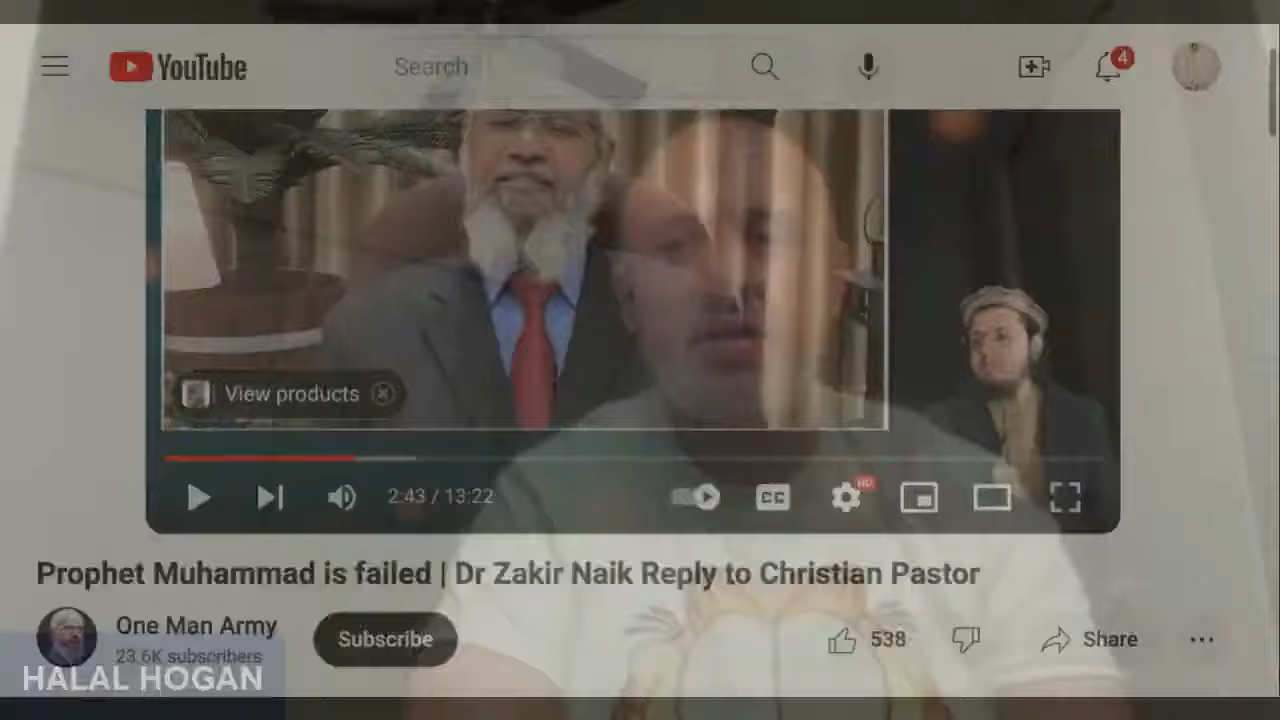 YouTube
Search
4
View products
2:43 / 13:22
CC
HD
Prophet Muhammad is failed | Dr Zakir Naik Reply to Christian Pastor
One Man Army
Subscribe
538
Share
23.6K subscribers
HALAL HOGAN